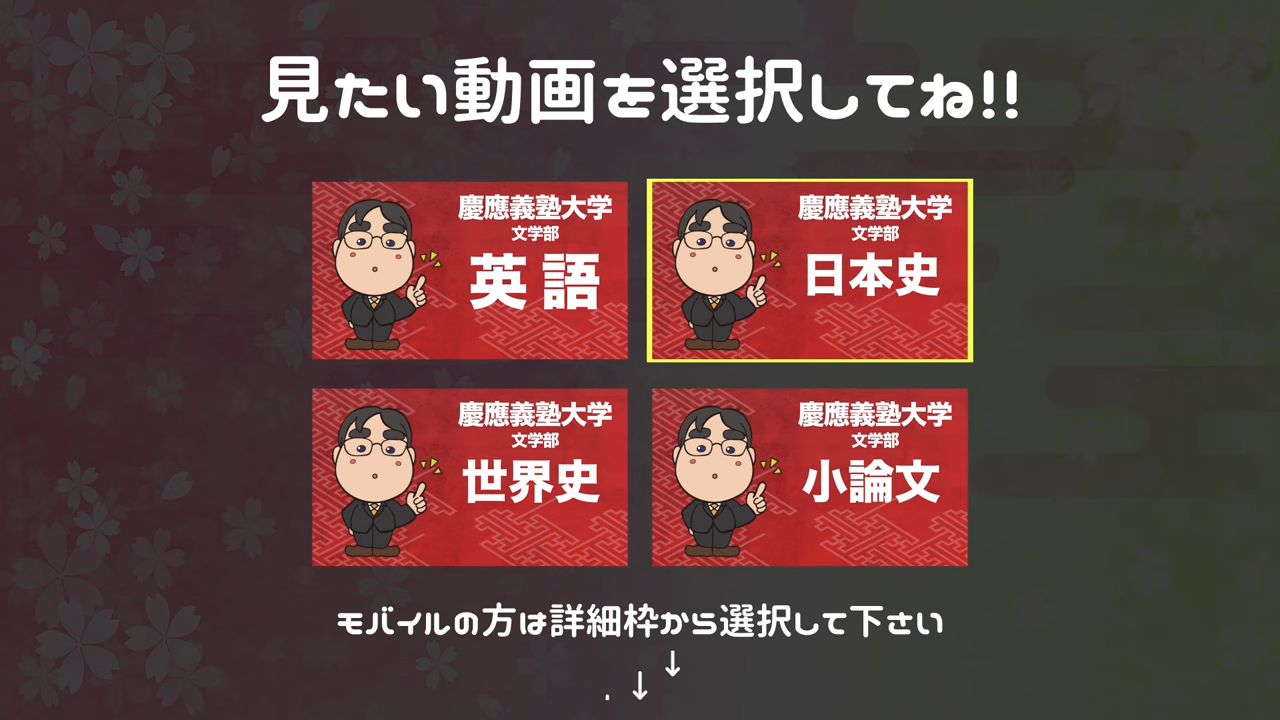 見たい動画を選択してね!!
慶應義塾大学
文学部
英語
慶應義塾大学
文学部
日本史
慶應義塾大学
文学部
世界史
慶應義塾大学
文学部
小論文
モバイルの方は詳細枠から選択して下さい
↓
↓